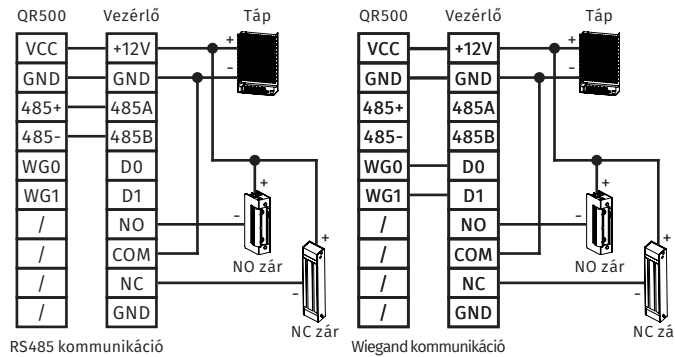 QR500 Vezérlő Táp
VCC +12V + 
GND GND -
485+ 485A
485- 485B
WG0 D0
WG1 D1 +
/ NO -
/ COM +
NO zár
/ NC -
/ GND
NC zár
RS485 kommunikáció
QR500 Vezérlő Táp
VCC +12V +
GND GND -
485+ 485A
485- 485B
WG0 D0
WG1 D1 +
/ NO -
/ COM +
NO zár
/ NC -
/ GND
NC zá
Wiegand kommunikáció